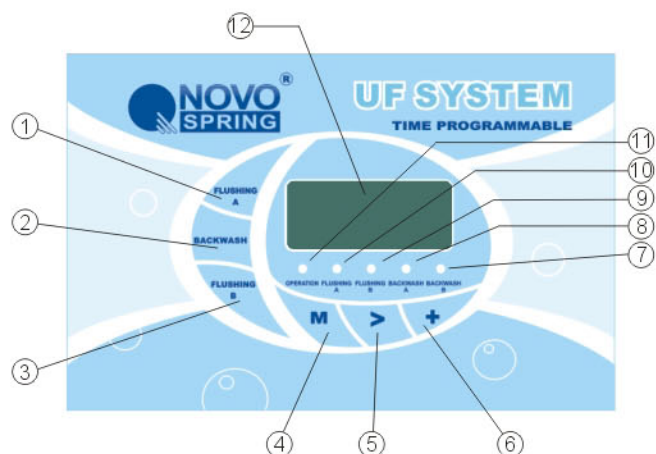 12
NOVO®
SPRING
UF SYSTEM
TIME PROGRAMMABLE
1
2
3
FLUSHING
A
BACKWASH
FLUSHING
B
11
10
9
8
7
OPERATION FLUSHING A FLUSHING B BACKWASH A BACKWASH B
M > +
4 5 6